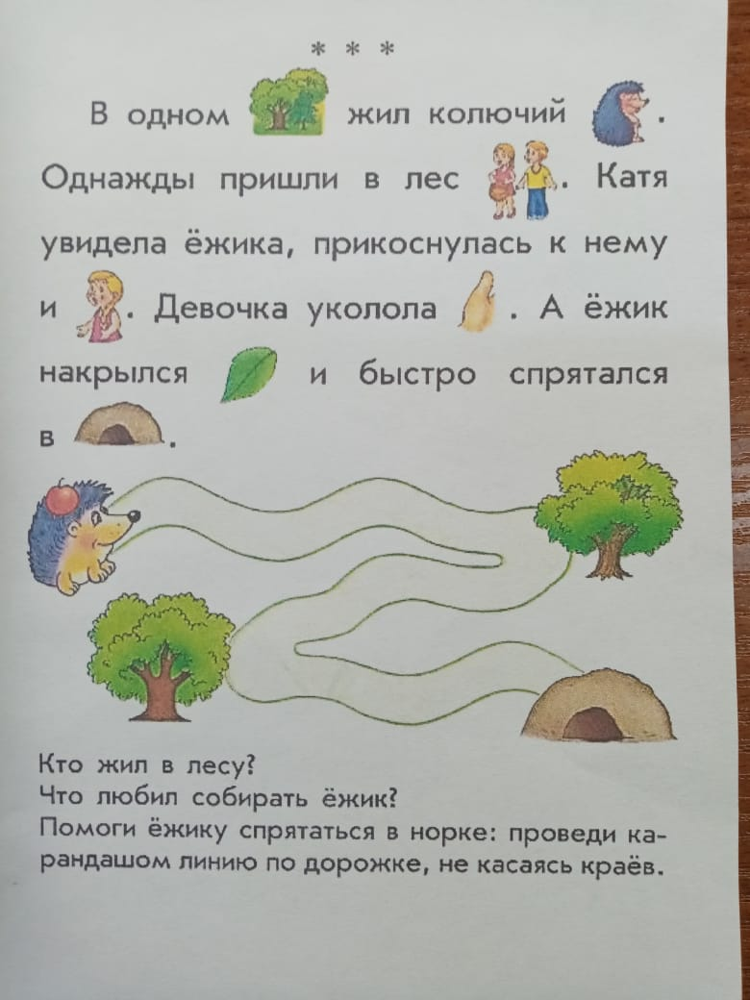 * * *
В одном жил колючий .
Однажды пришли в лес . Катя
увидела ёжика, прикоснулась к нему
и . Девочка уколола . А ёжик
накрылся и быстро спрятался
в .
Кто жил в лесу?
Что любил собирать ёжик?
Помоги ёжику спрятаться в норке: проведи ка-
рандашом линию по дорожке, не касаясь краёв.